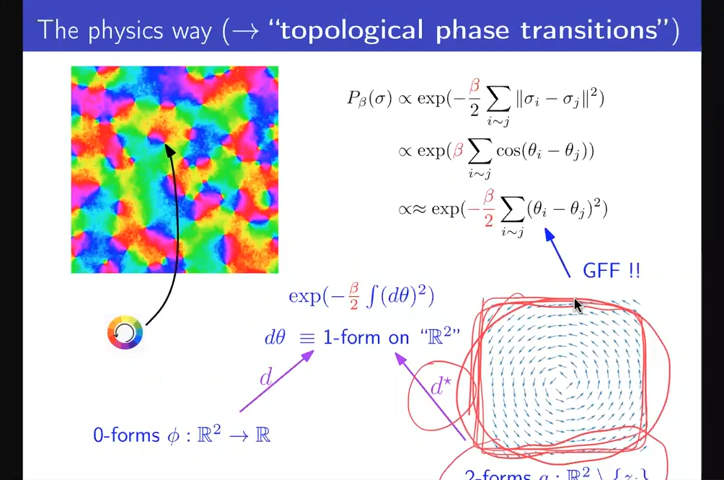 The physics way (→ “topological phase transitions”)
P_β(σ) ∝ exp(−β/2 ∑_{i∼j} ‖σ_i − σ_j‖²)
∝ exp(β ∑_{i∼j} cos(θ_i − θ_j))
∝≈ exp(−β/2 ∑_{i∼j} (θ_i − θ_j)²)
GFF !!
exp(−β/2 ∫(dθ)²)
dθ ≡ 1-form on “ℝ²”
d
d*
0-forms ϕ : ℝ² → ℝ
2-forms q : ℝ² \ {z_i}